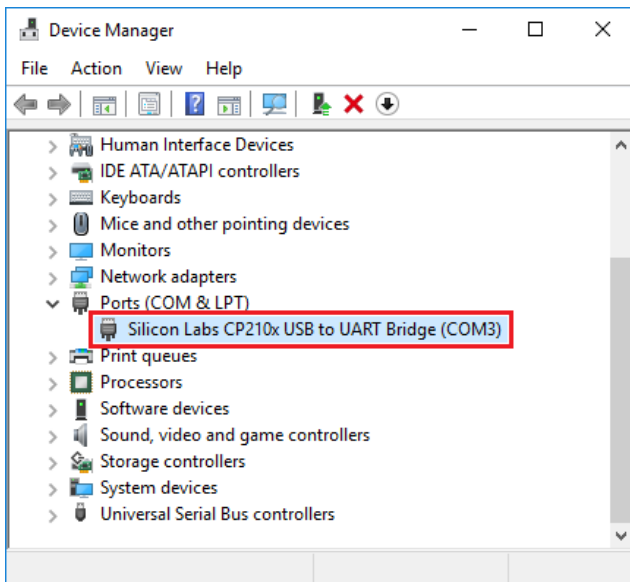 Device Manager
File Action View Help
Human Interface Devices
IDE ATA/ATAPI controllers
Keyboards
Mice and other pointing devices
Monitors
Network adapters
Ports (COM & LPT)
Silicon Labs CP210x USB to UART Bridge (COM3)
Print queues
Processors
Software devices
Sound, video and game controllers
Storage controllers
System devices
Universal Serial Bus controllers